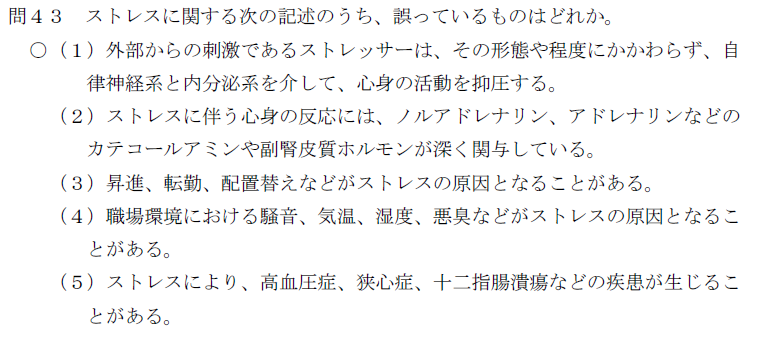 問４３　ストレスに関する次の記述のうち、誤っているものはどれか。
○（１）外部からの刺激であるストレッサーは、その形態や程度にかかわらず、自
律神経系と内分泌系を介して、心身の活動を抑圧する。
（２）ストレスに伴う心身の反応には、ノルアドレナリン、アドレナリンなどの
カテコールアミンや副腎皮質ホルモンが深く関与している。
（３）昇進、転勤、配置替えなどがストレスの原因となることがある。
（４）職場環境における騒音、気温、湿度、悪臭などがストレスの原因となるこ
とがある。
（５）ストレスにより、高血圧症、狭心症、十二指腸潰瘍などの疾患が生じるこ
とがある。